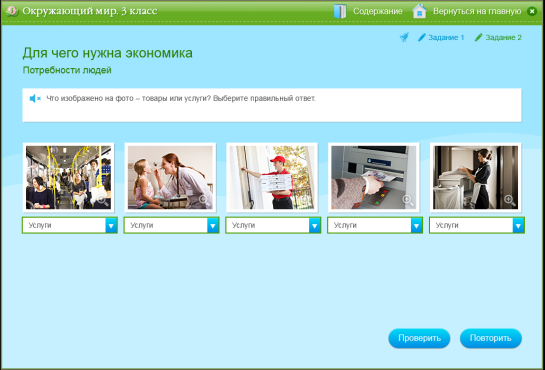 Окружающий мир. 3 класс
Содержание
Вернуться на главную
Задание 1
Задание 2
Для чего нужна экономика
Потребности людей
Что изображено на фото – товары или услуги? Выберите правильный ответ.
Услуги
Услуги
Услуги
Услуги
Услуги
Проверить
Повторить